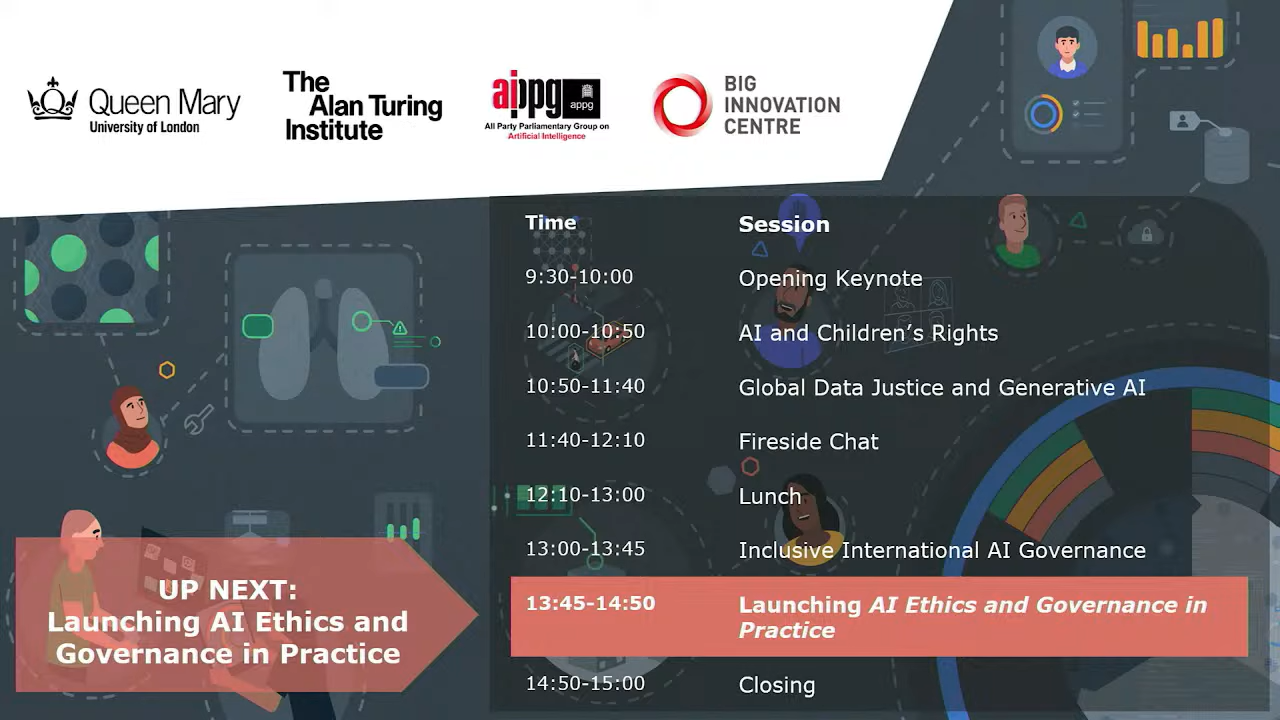 Queen Mary
University of London
The
Alan Turing
Institute
aippg
appg
All Party Parliamentary Group on
Artificial Intelligence
BIG
INNOVATION
CENTRE
Time Session
9:30-10:00 Opening Keynote
10:00-10:50 AI and Children’s Rights
10:50-11:40 Global Data Justice and Generative AI
11:40-12:10 Fireside Chat
12:10-13:00 Lunch
13:00-13:45 Inclusive International AI Governance
13:45-14:50 Launching AI Ethics and Governance in
Practice
14:50-15:00 Closing
UP NEXT:
Launching AI Ethics and
Governance in Practice